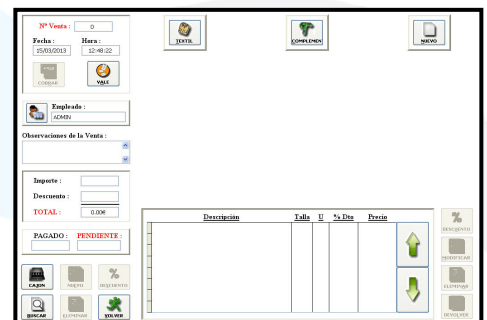 Nº Venta : 0
Fecha : Hora :
15/03/2013 12:48:22
COBRAR VALE
Empleado :
ADMIN
Observaciones de la Venta :
Importe :
Descuento :
TOTAL : 0.00€
PAGADO : PENDIENTE :
CAJON NUEVO DESCUENTO
BUSCAR ELIMINAR VOLVER
TEXTIL COMPLEMEN NUEVO
Descripción Talla U % Dto Precio
DESCUENTO
MODIFICAR
ELIMINAR
DEVOLVER